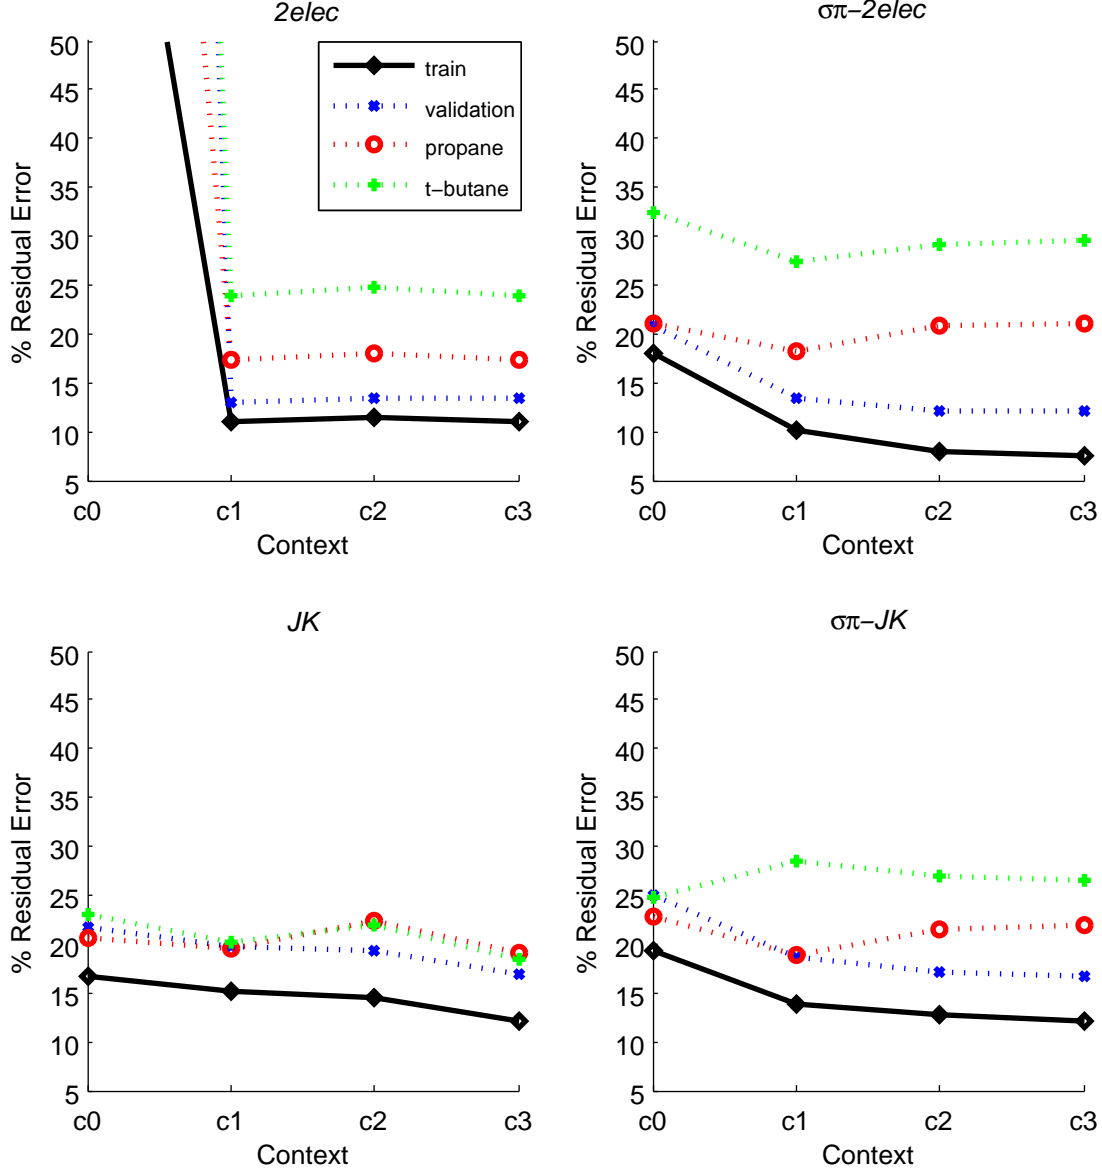 2elec
50
45
40
35
30
25
20
15
10
5
% Residual Error
c0 c1 c2 c3
Context
train
validation
propane
t−butane
σπ−2elec
50
45
40
35
30
25
20
15
10
5
% Residual Error
c0 c1 c2 c3
Context
JK
50
45
40
35
30
25
20
15
10
5
% Residual Error
c0 c1 c2 c3
Context
σπ−JK
50
45
40
35
30
25
20
15
10
5
% Residual Error
c0 c1 c2 c3
Context